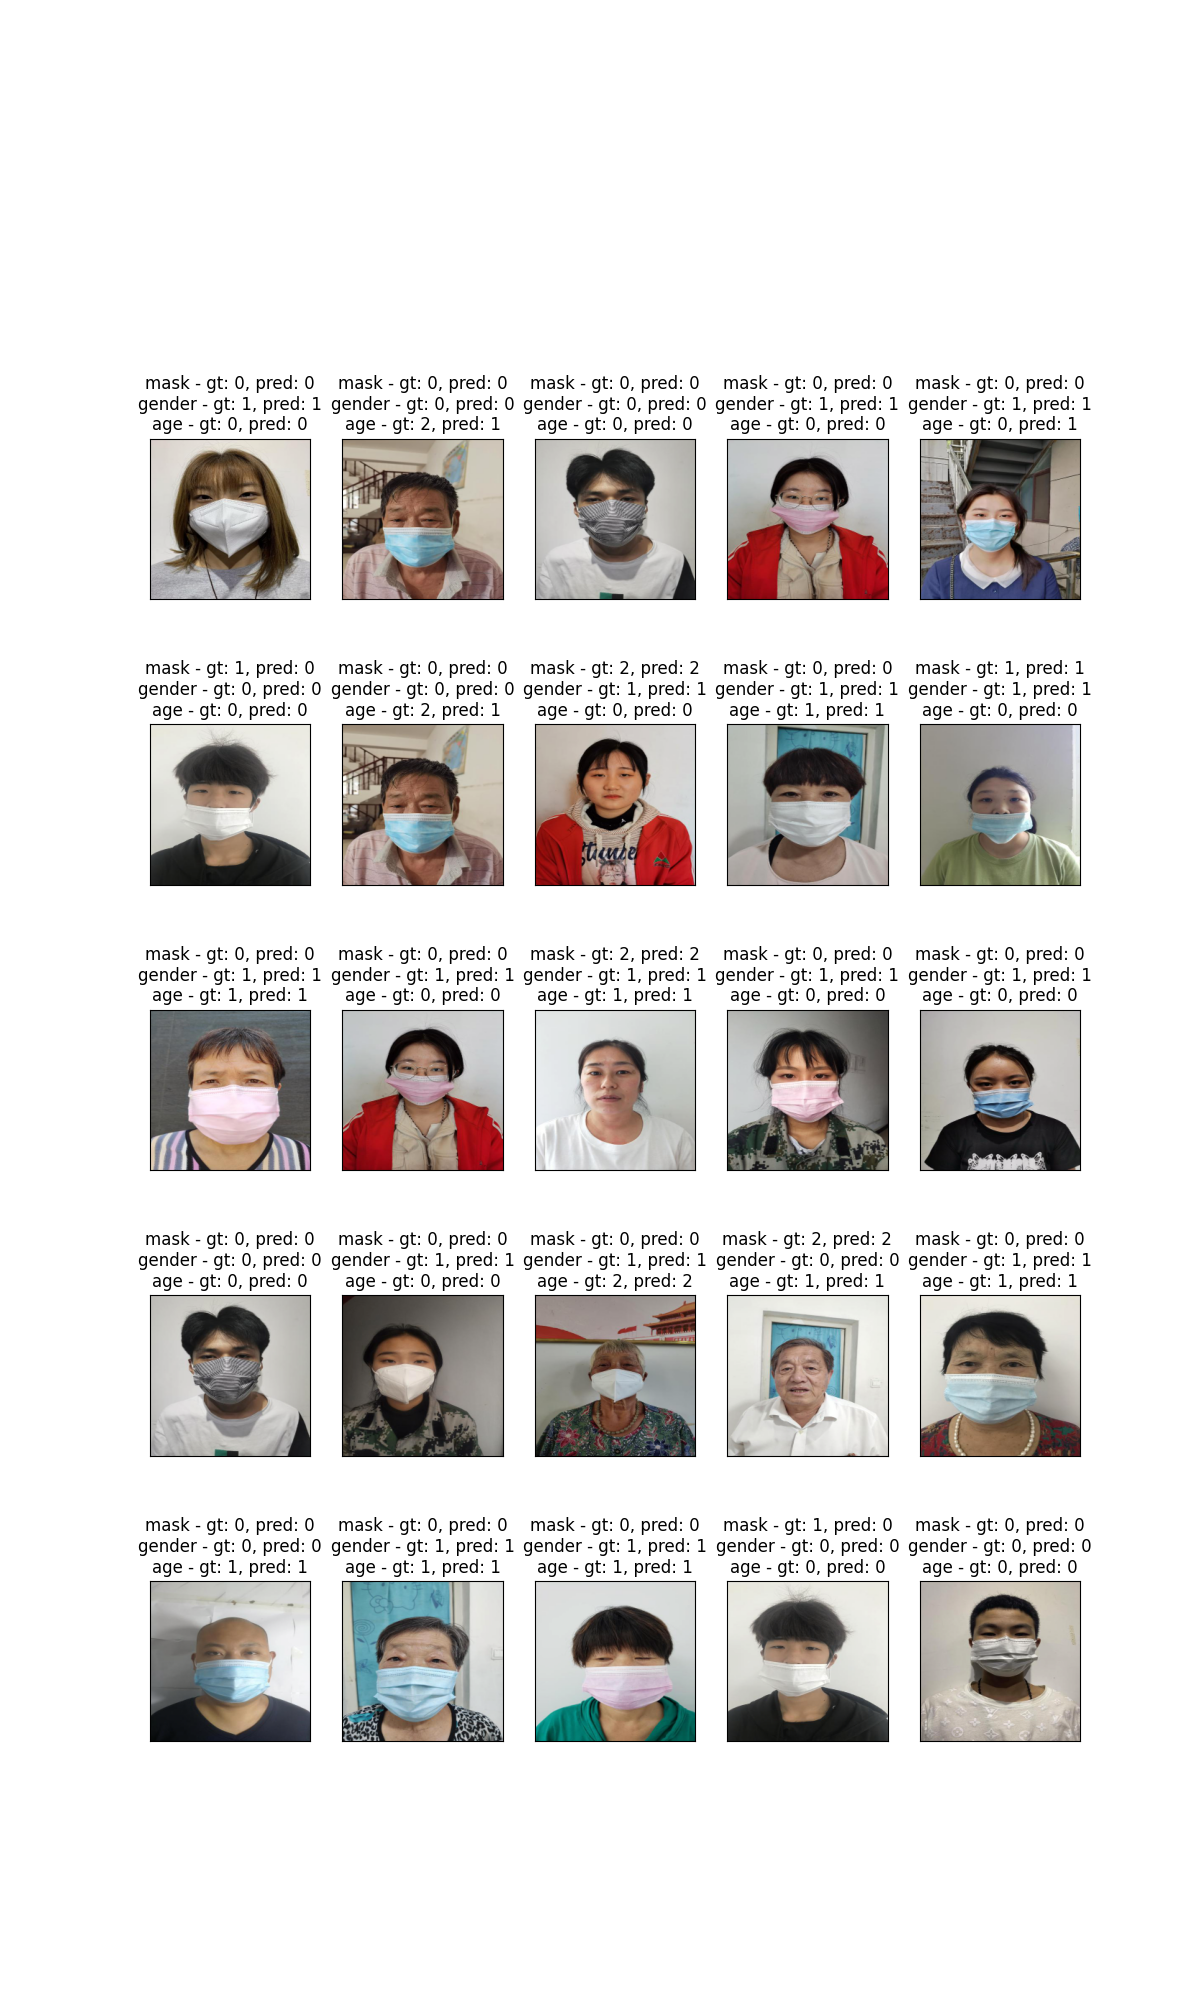 mask - gt: 0, pred: 0
gender - gt: 1, pred: 1
age - gt: 0, pred: 0
mask - gt: 0, pred: 0
gender - gt: 0, pred: 0
age - gt: 2, pred: 1
mask - gt: 0, pred: 0
gender - gt: 0, pred: 0
age - gt: 0, pred: 0
mask - gt: 0, pred: 0
gender - gt: 1, pred: 1
age - gt: 0, pred: 0
mask - gt: 0, pred: 0
gender - gt: 1, pred: 1
age - gt: 0, pred: 1
mask - gt: 1, pred: 0
gender - gt: 0, pred: 0
age - gt: 0, pred: 0
mask - gt: 0, pred: 0
gender - gt: 0, pred: 0
age - gt: 2, pred: 1
mask - gt: 2, pred: 2
gender - gt: 1, pred: 1
age - gt: 0, pred: 0
mask - gt: 0, pred: 0
gender - gt: 1, pred: 1
age - gt: 1, pred: 1
mask - gt: 1, pred: 1
gender - gt: 1, pred: 1
age - gt: 0, pred: 0
mask - gt: 0, pred: 0
gender - gt: 1, pred: 1
age - gt: 1, pred: 1
mask - gt: 0, pred: 0
gender - gt: 1, pred: 1
age - gt: 0, pred: 0
mask - gt: 2, pred: 2
gender - gt: 1, pred: 1
age - gt: 1, pred: 1
mask - gt: 0, pred: 0
gender - gt: 1, pred: 1
age - gt: 0, pred: 0
mask - gt: 0, pred: 0
gender - gt: 1, pred: 1
age - gt: 0, pred: 0
mask - gt: 0, pred: 0
gender - gt: 0, pred: 0
age - gt: 0, pred: 0
mask - gt: 0, pred: 0
gender - gt: 1, pred: 1
age - gt: 0, pred: 0
mask - gt: 0, pred: 0
gender - gt: 1, pred: 1
age - gt: 2, pred: 2
mask - gt: 2, pred: 2
gender - gt: 0, pred: 0
age - gt: 1, pred: 1
mask - gt: 0, pred: 0
gender - gt: 1, pred: 1
age - gt: 1, pred: 1
mask - gt: 0, pred: 0
gender - gt: 0, pred: 0
age - gt: 1, pred: 1
mask - gt: 0, pred: 0
gender - gt: 1, pred: 1
age - gt: 1, pred: 1
mask - gt: 0, pred: 0
gender - gt: 1, pred: 1
age - gt: 1, pred: 1
mask - gt: 1, pred: 0
gender - gt: 0, pred: 0
age - gt: 0, pred: 0
mask - gt: 0, pred: 0
gender - gt: 0, pred: 0
age - gt: 0, pred: 0